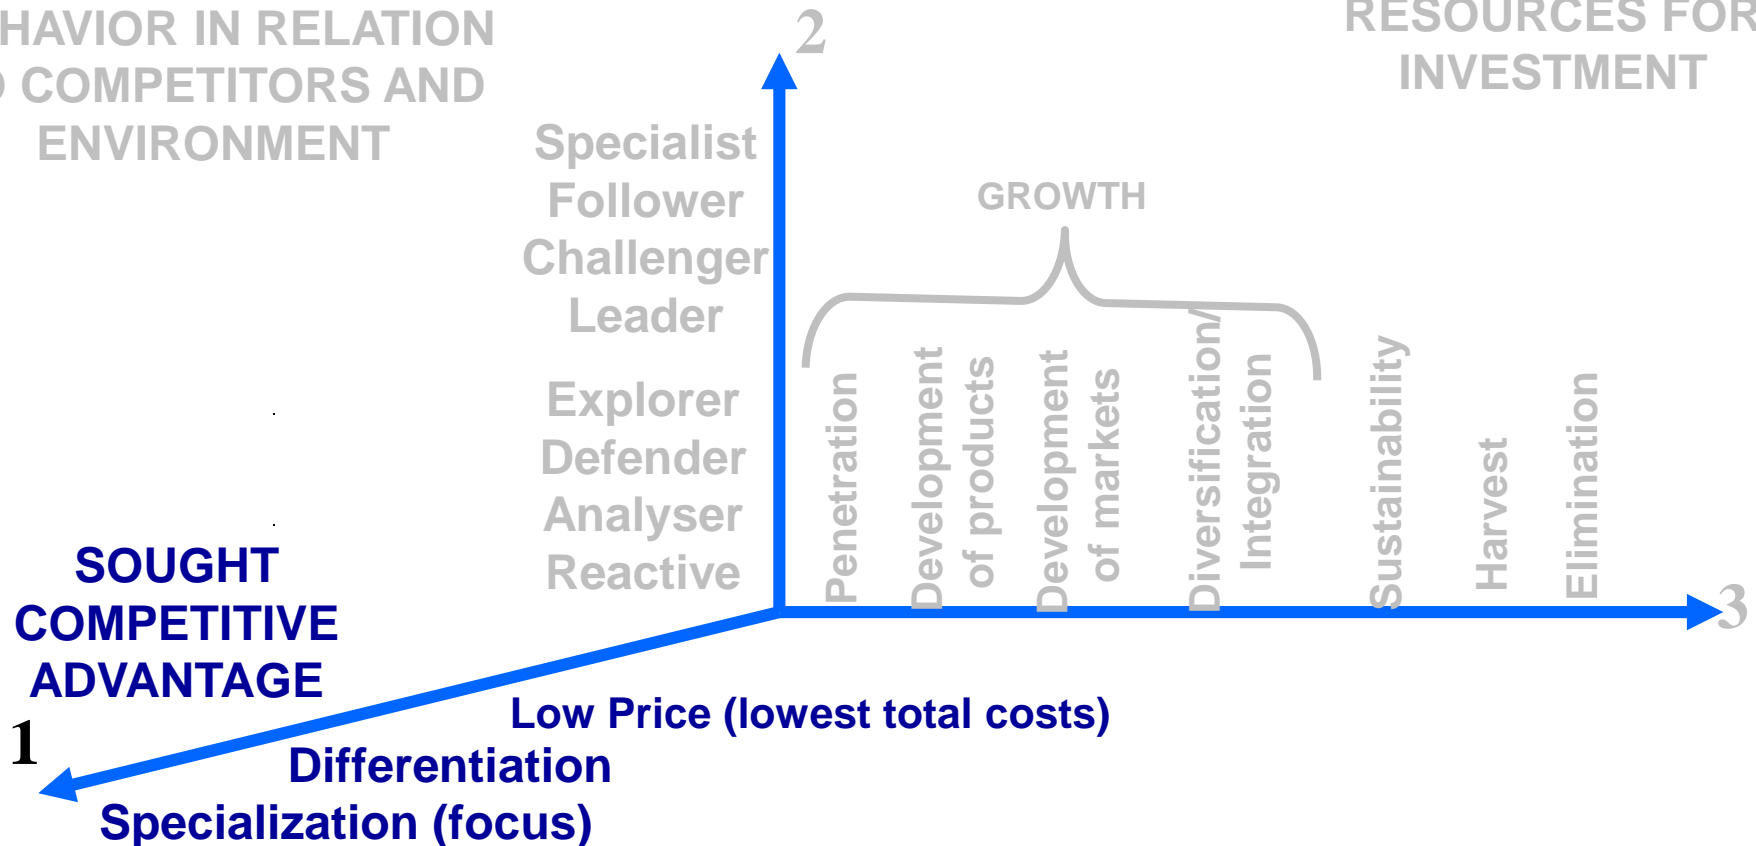 HAVIOR IN RELATION
COMPETITORS AND
ENVIRONMENT
2
RESOURCES FOR
INVESTMENT
Specialist
Follower
Challenger
Leader
GROWTH
Explorer
Defender
Analyser
Reactive
Penetration
Development
of products
Development
of markets
Diversification/
Integration
Sustainability
Harvest
Elimination
3
SOUGHT
COMPETITIVE
ADVANTAGE
1
Low Price (lowest total costs)
Differentiation
Specialization (focus)